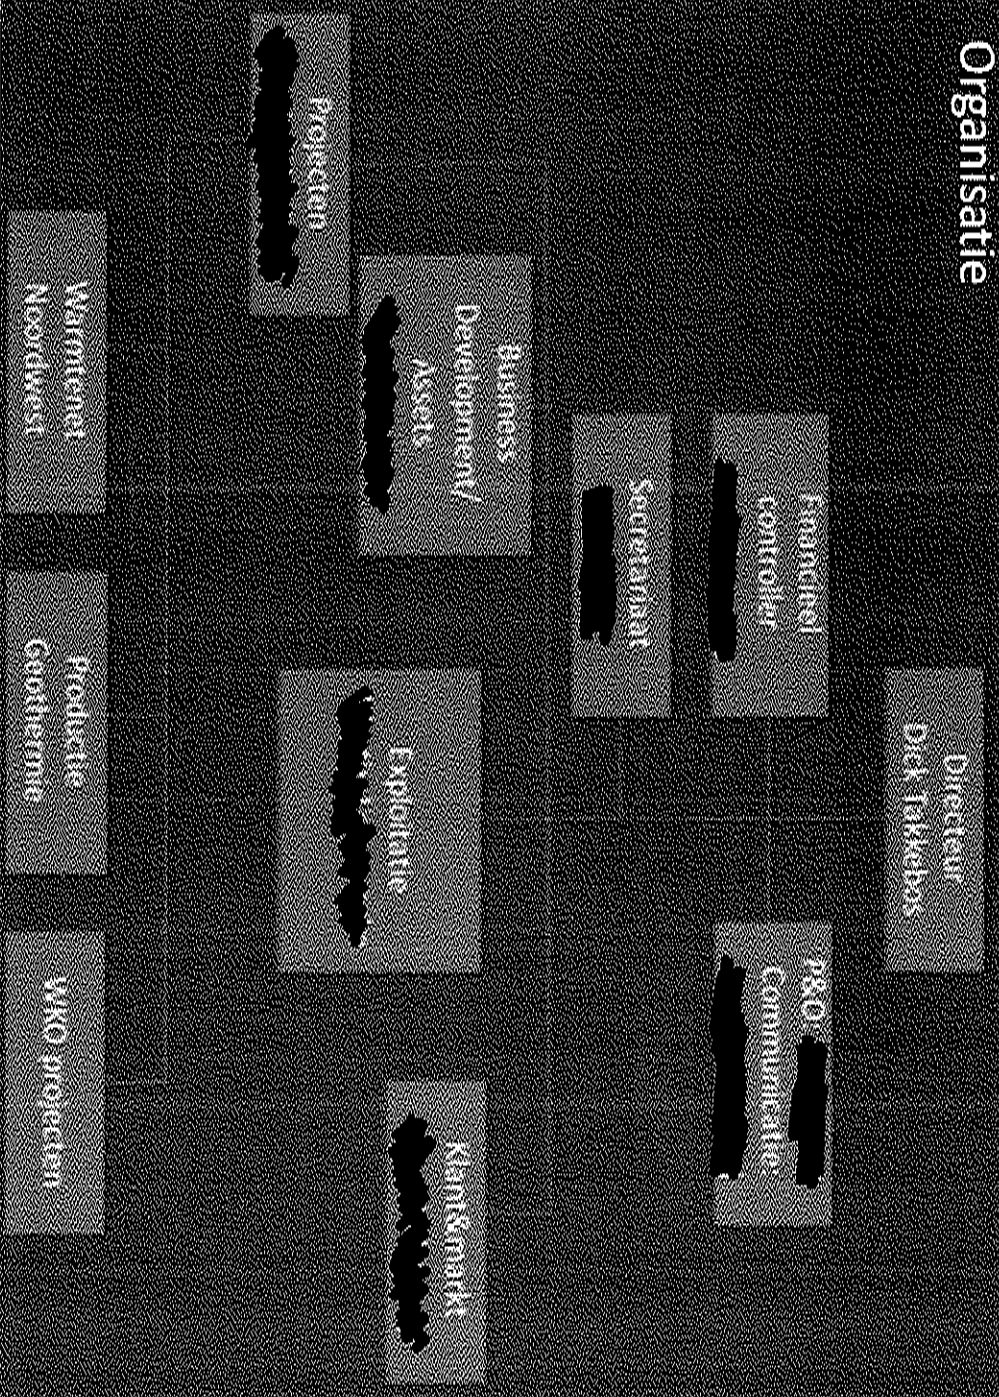 Organisatie
Directeur
Dick Takkebos
Financieel
controller
P&O
Communicatie
Secretariaat
Business
Development/
Assets
Exploitatie
Klant&markt
Projecten
Warmtenet
Noordwest
Productie
Geothermie
WKO projecten